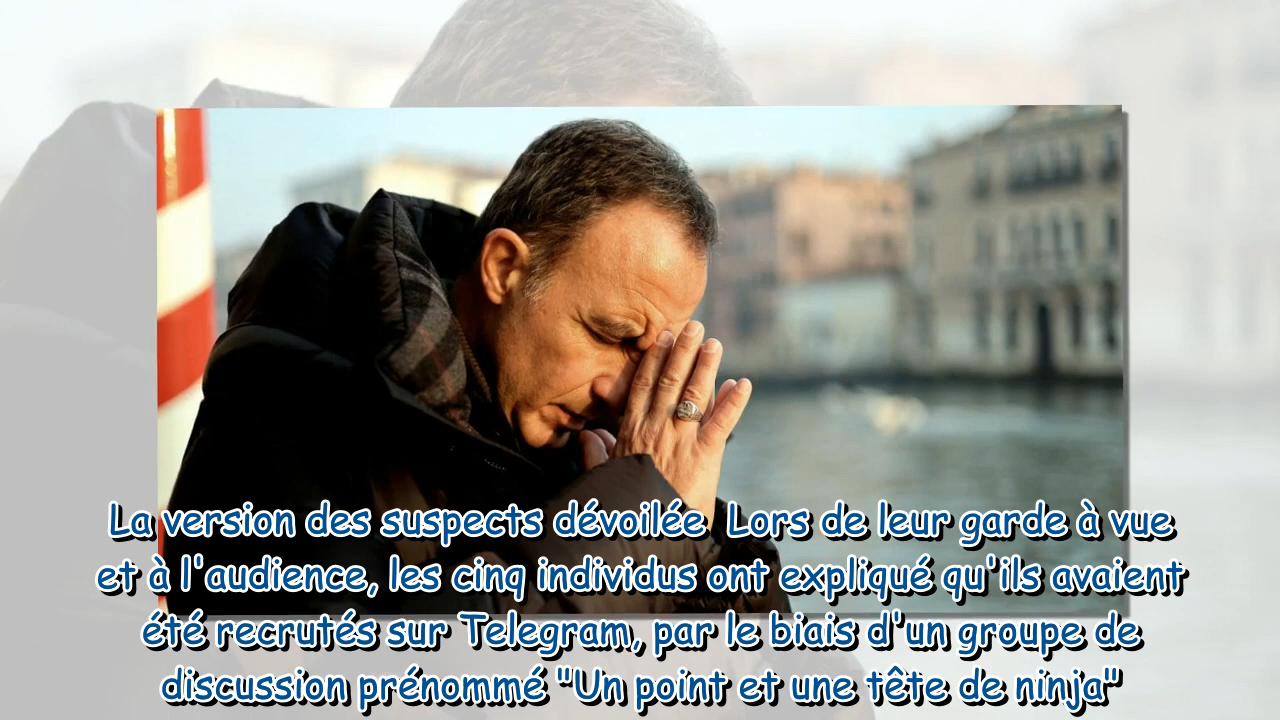 La version des suspects dévoilée Lors de leur garde à vue
et à l'audience, les cinq individus ont expliqué qu'ils avaient
été recrutés sur Telegram, par le biais d'un groupe de
discussion prénommé "Un point et une tête de ninja"